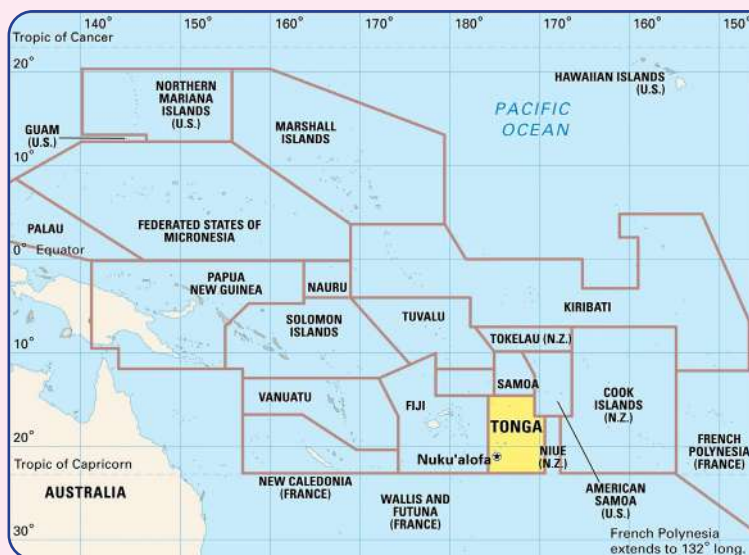 140°
150°
160°
170°
180°
170°
160°
150°
Tropic of Cancer
20°
NORTHERN
MARIANA
ISLANDS
(U.S.)
HAWAIIAN ISLANDS
(U.S.)
PACIFIC
OCEAN
GUAM
(U.S.)
MARSHALL
ISLANDS
10°
PALAU
FEDERATED STATES OF
MICRONESIA
0° Equator
PAPUA
NEW GUINEA
NAURU
KIRIBATI
SOLOMON
ISLANDS
TUVALU
TOKELAU (N.Z.)
10°
SAMOA
VANUATU
FIJI
COOK
ISLANDS
(N.Z.)
TONGA
20°
Nuku'alofa
NIUE
(N.Z.)
FRENCH
POLYNESIA
(FRANCE)
Tropic of Capricorn
AUSTRALIA
NEW CALEDONIA
(FRANCE)
WALLIS AND
FUTUNA
(FRANCE)
AMERICAN
SAMOA
(U.S.)
30°
French Polynesia
extends to 132° long.